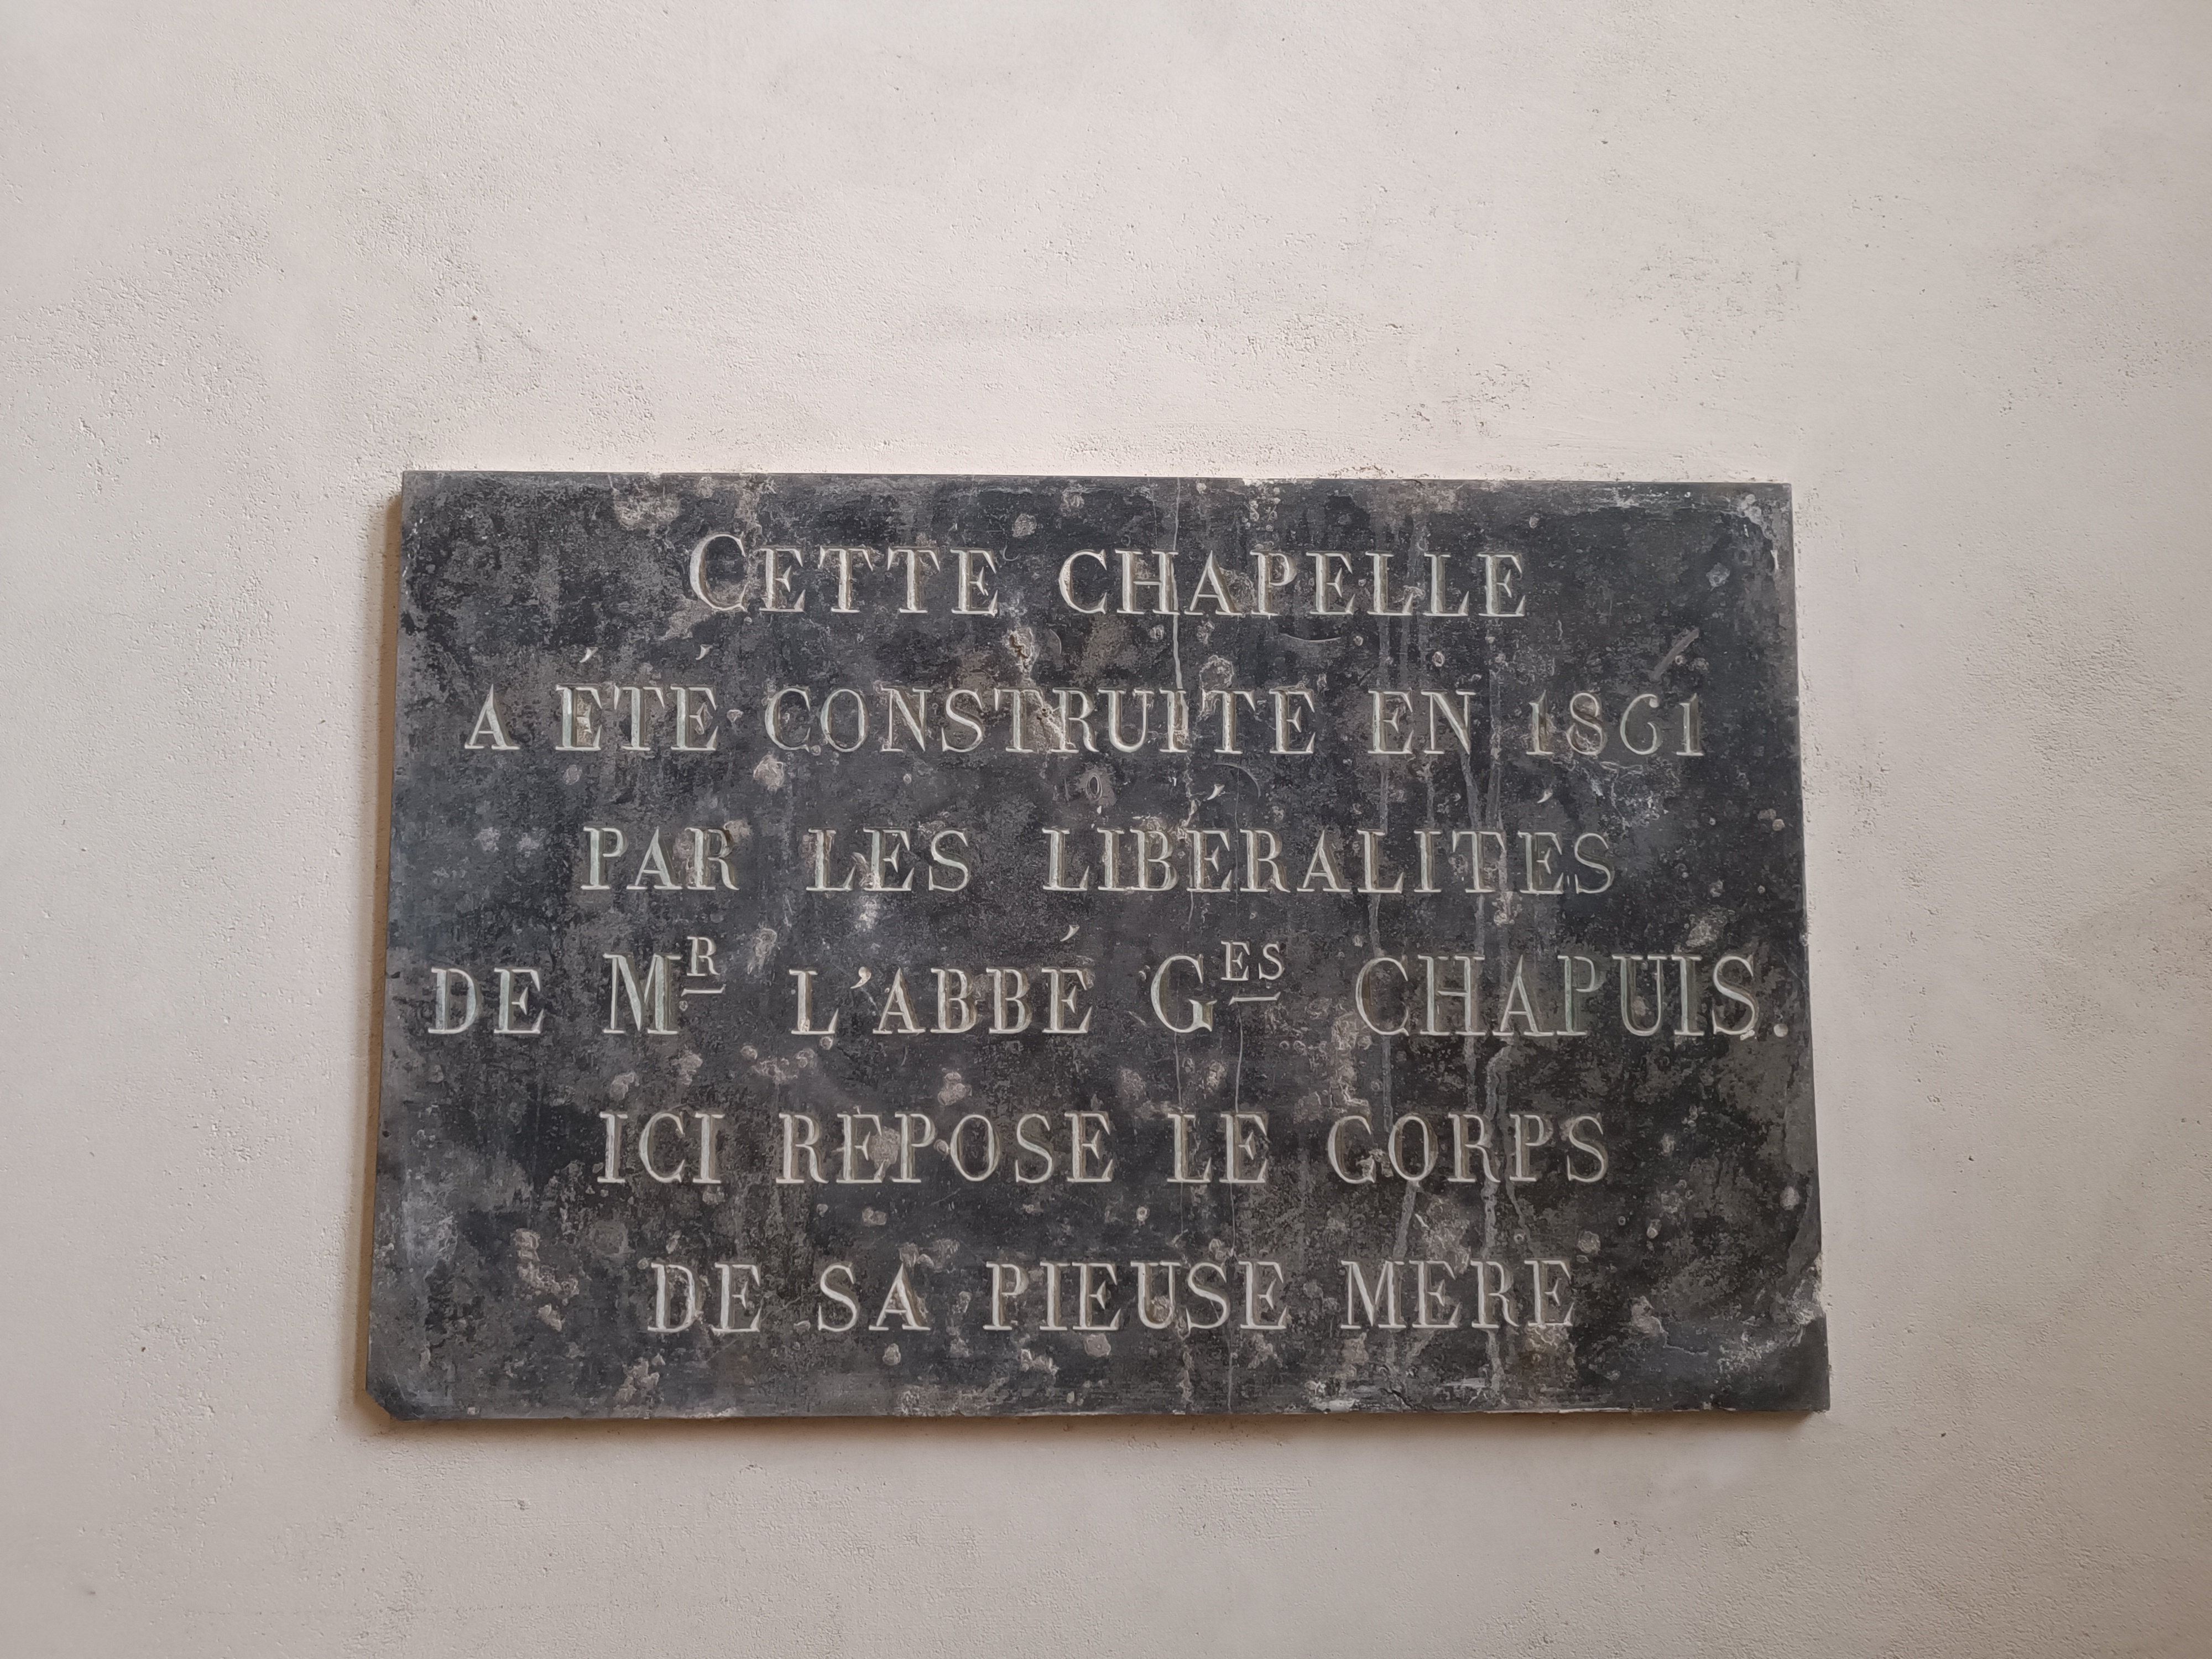 CETTE CHAPELLE
A ÉTÉ CONSTRUITE EN 1861
PAR LES LIBÉRALITÉS
DE MR L'ABBÉ GES CHAPUIS.
ICI REPOSE LE CORPS
DE SA PIEUSE MÈRE